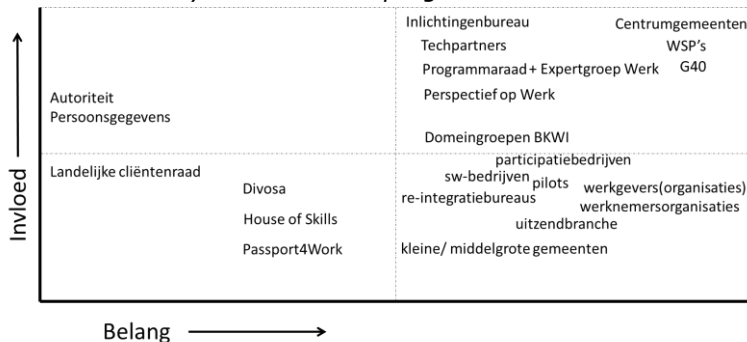 Inlichtingenbureau
Centrumgemeenten
Techpartners
WSP's
Programmaraad + Expertgroep Werk
G40
Autoriteit
Persoonsgegevens
Perspectief op Werk
Domeingroepen BKWI
participatiebedrijven
Landelijke cliëntenraad
sw-bedrijven
pilots
Divosa
werkgevers(organisaties)
re-integratiebureaus
werknemersorganisaties
House of Skills
uitzendbranche
Passport4Work
kleine/ middelgrote gemeenten
Invloed
Belang